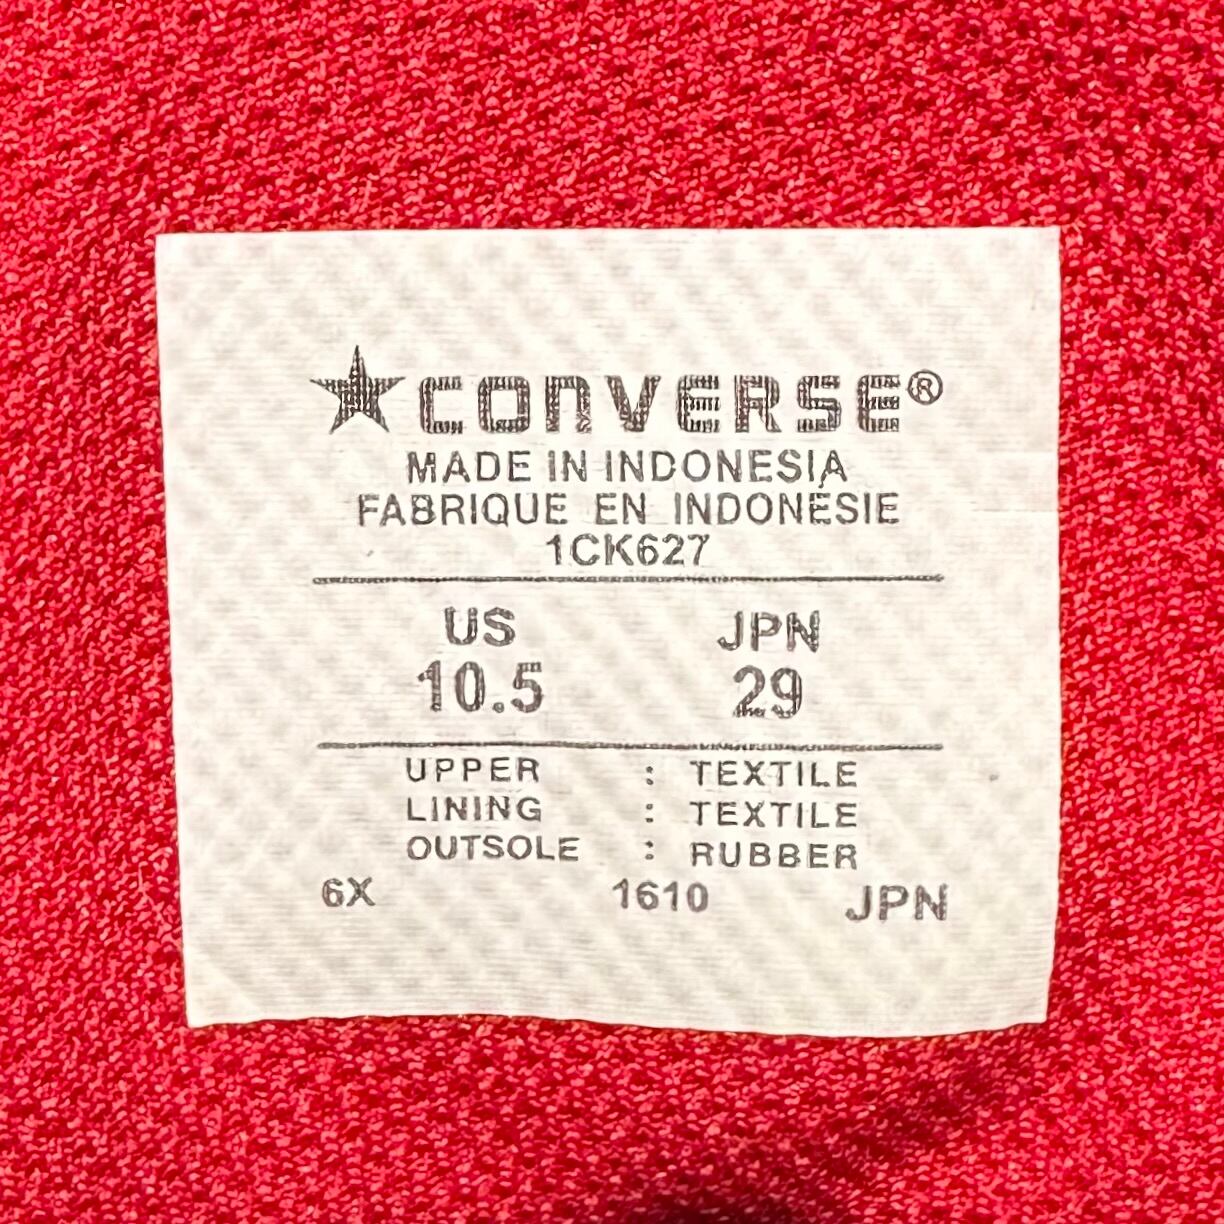 ★CONVERSE®
MADE IN INDONESIA
FABRIQUE EN INDONESIE
1CK627
US JPN
10.5 29
UPPER : TEXTILE
LINING : TEXTILE
OUTSOLE : RUBBER
6X 1610 JPN